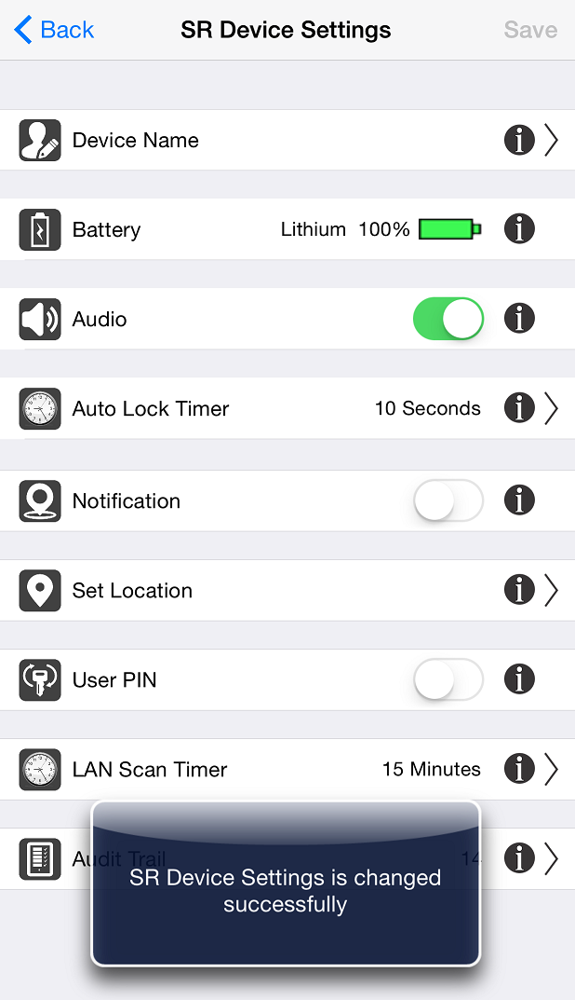 Back SR Device Settings Save
Device Name
Battery Lithium 100%
Audio
Auto Lock Timer 10 Seconds
Notification
Set Location
User PIN
LAN Scan Timer 15 Minutes
Audit Trail 14
SR Device Settings is changed
successfully